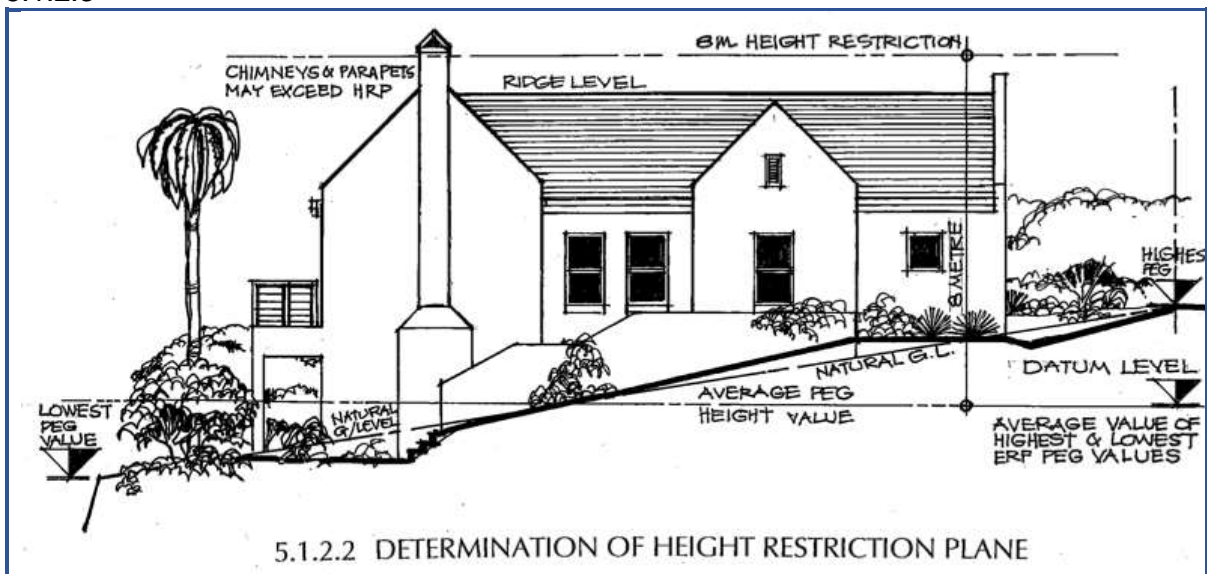 8M HEIGHT RESTRICTION
CHIMNEYS & PARAPETS
MAY EXCEED HRP
RIDGE LEVEL
8 METRE
HIGHES
PEG
NATURAL G.L.
DATUM LEVEL
AVERAGE PEG
HEIGHT VALUE
NATURAL
G/LEVEL
LOWEST
PEG
VALUE
AVERAGE VALUE OF
HIGHEST & LOWEST
ERF PEG VALUES
5.1.2.2 DETERMINATION OF HEIGHT RESTRICTION PLANE